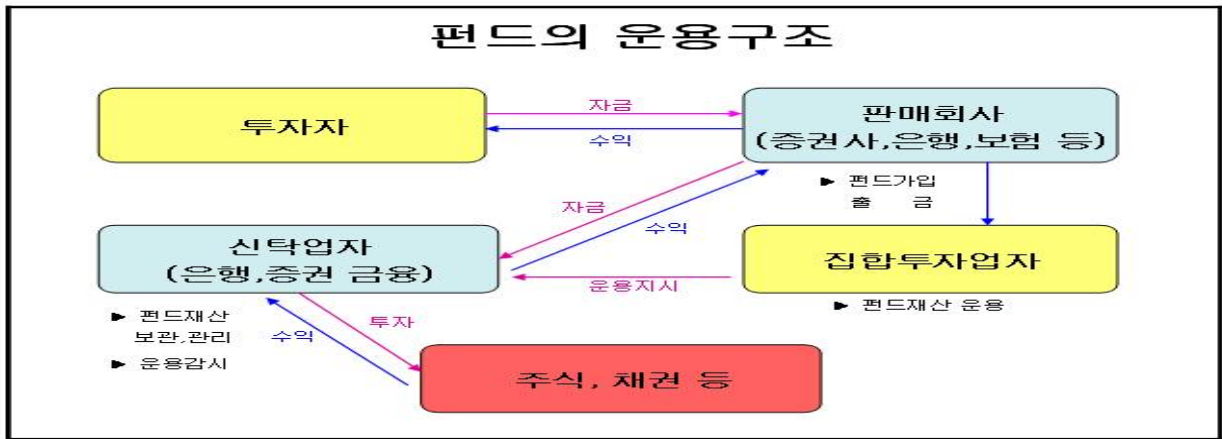 펀드의 운용구조
투자자
자금
수익
판매회사
(증권사,은행,보험 등)
▶ 펀드가입
출 금
자금
수익
신탁업자
(은행,증권 금융)
집합투자업자
운용지시
▶ 펀드재산 운용
▶ 펀드재산
보관,관리
▶ 운용감시
수익
투자
주식, 채권 등